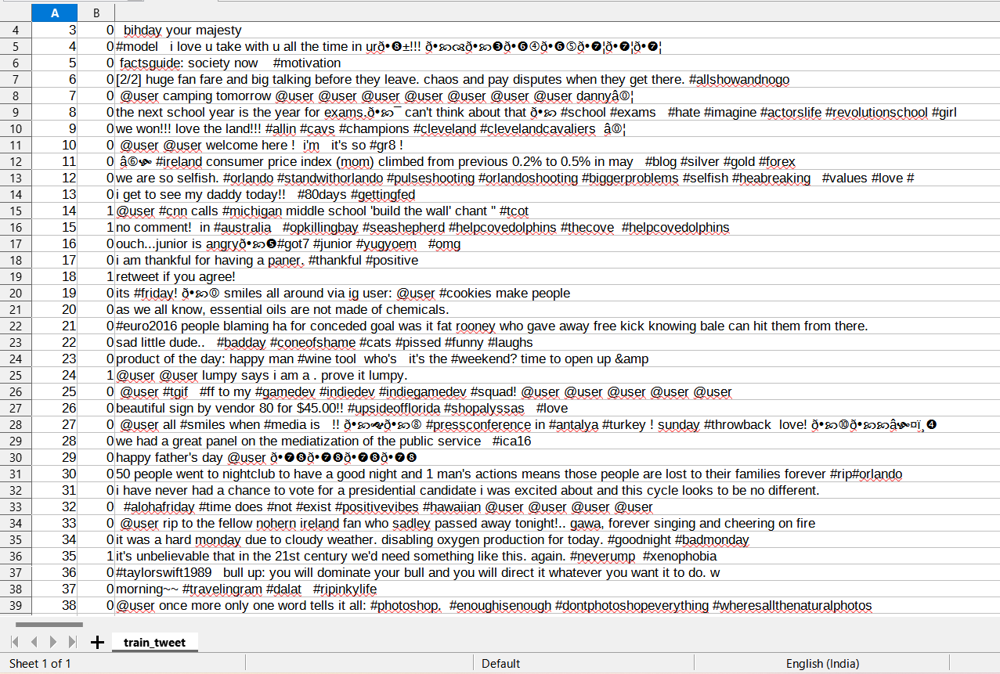 A B
4 3 0 bihday your majesty
5 4 0 #model i love u take with u all the time in urð•❽±!!! ð•ð•❸ð•❻④ð•❻⑤ð•❼¦ð•❼¦ð•❼¦
6 5 0 factsguide: society now #motivation
7 6 0 [2/2] huge fan fare and big talking before they leave. chaos and pay disputes when they get there. #allshowandnogo
8 7 0 @user camping tomorrow @user @user @user @user @user @user @user dannyâ⑩¦
9 8 0 the next school year is the year for exams.ð•¯ can't think about that ð• #school #exams #hate #imagine #actorslife #revolutionschool #girl
10 9 0 we won!!! love the land!!! #allin #cavs #champions #cleveland #clevelandcavaliers â⑩¦
11 10 0 @user @user welcome here ! i'm it's so #gr8 !
12 11 0 â⑥ #ireland consumer price index (mom) climbed from previous 0.2% to 0.5% in may #blog #silver #gold #forex
13 12 0 we are so selfish. #orlando #standwithorlando #pulseshooting #orlandoshooting #biggerproblems #selfish #heabreaking #values #love #
14 13 0 i get to see my daddy today!! #80days #gettingfed
15 14 1 @user #cnn calls #michigan middle school 'build the wall' chant '' #tcot
16 15 1 no comment! in #australia #opkillingbay #seashepherd #helpcovedolphins #thecove #helpcovedolphins
17 16 0 ouch...junior is angryð•❺#got7 #junior #yugyoem #omg
18 17 0 i am thankful for having a paner. #thankful #positive
19 18 1 retweet if you agree!
20 19 0 its #friday! ð• smiles all around via ig user: @user #cookies make people
21 20 0 as we all know, essential oils are not made of chemicals.
22 21 0 #euro2016 people blaming ha for conceded goal was it fat rooney who gave away free kick knowing bale can hit them from there.
23 22 0 sad little dude.. #badday #coneofshame #cats #pissed #funny #laughs
24 23 0 product of the day: happy man #wine tool who's it's the #weekend? time to open up &amp
25 24 1 @user @user lumpy says i am a . prove it lumpy.
26 25 0 @user #tgif #ff to my #gamedev #indiedev #indiegamedev #squad! @user @user @user @user @user
27 26 0 beautiful sign by vendor 80 for $45.00!! #upsideofflorida #shopalyssas #love
28 27 0 @user all #smiles when #media is !! ð•ð•⑧ #pressconference in #antalya #turkey ! sunday #throwback love! ð•⑩ð•â¤ï¸❹
29 28 0 we had a great panel on the mediatization of the public service #ica16
30 29 0 happy father's day @user ð•❼❽ð•❼❽ð•❼❽ð•❼❽
31 30 0 50 people went to nightclub to have a good night and 1 man's actions means those people are lost to their families forever #rip#orlando
32 31 0 i have never had a chance to vote for a presidential candidate i was excited about and this cycle looks to be no different.
33 32 0 #alohafriday #time does #not #exist #positivevibes #hawaiian @user @user @user @user
34 33 0 @user rip to the fellow nohern ireland fan who sadley passed away tonight!.. gawa, forever singing and cheering on fire
35 34 0 it was a hard monday due to cloudy weather. disabling oxygen production for today. #goodnight #badmonday
36 35 1 it's unbelievable that in the 21st century we'd need something like this. again. #neverump #xenophobia
37 36 0 #taylorswift1989 bull up: you will dominate your bull and you will direct it whatever you want it to do. w
38 37 0 morning~~ #travelingram #dalat #ripinkylife
39 38 0 @user once more only one word tells it all: #photoshop, #enoughisenough #dontphotoshopeverything #wheresallthenaturalphotos
train_tweet
Sheet 1 of 1 Default English (India)